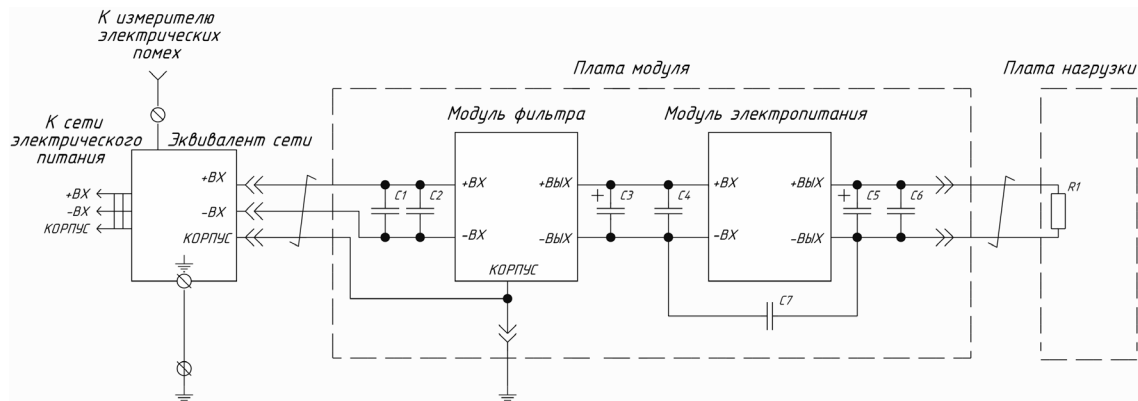 К измерителю
электрических
помех
К сети
электрического
питания
Эквивалент сети
Плата модуля
Плата нагрузки
Модуль фильтра
Модуль электропитания
+ВХ
-ВХ
КОРПУС
+ВХ
-ВХ
КОРПУС
C1
C2
+ВХ
-ВХ
+ВЫХ
-ВЫХ
КОРПУС
+
C3
C4
+ВХ
-ВХ
+ВЫХ
-ВЫХ
+
C5
C6
C7
R1